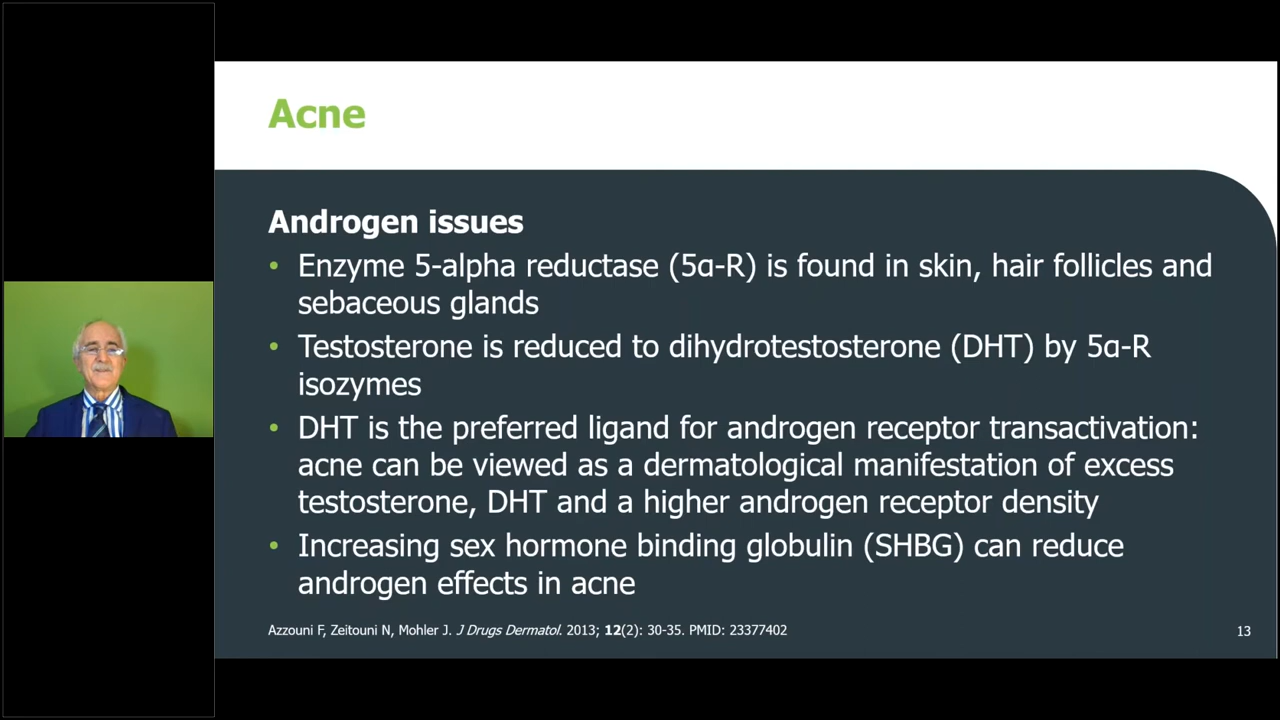 Acne
Androgen issues
• Enzyme 5-alpha reductase (5ɑ-R) is found in skin, hair follicles and
sebaceous glands
• Testosterone is reduced to dihydrotestosterone (DHT) by 5ɑ-R
isozymes
• DHT is the preferred ligand for androgen receptor transactivation:
acne can be viewed as a dermatological manifestation of excess
testosterone, DHT and a higher androgen receptor density
• Increasing sex hormone binding globulin (SHBG) can reduce
androgen effects in acne
Azzouni F, Zeitouni N, Mohler J. J Drugs Dermatol. 2013; 12(2): 30-35. PMID: 23377402
13